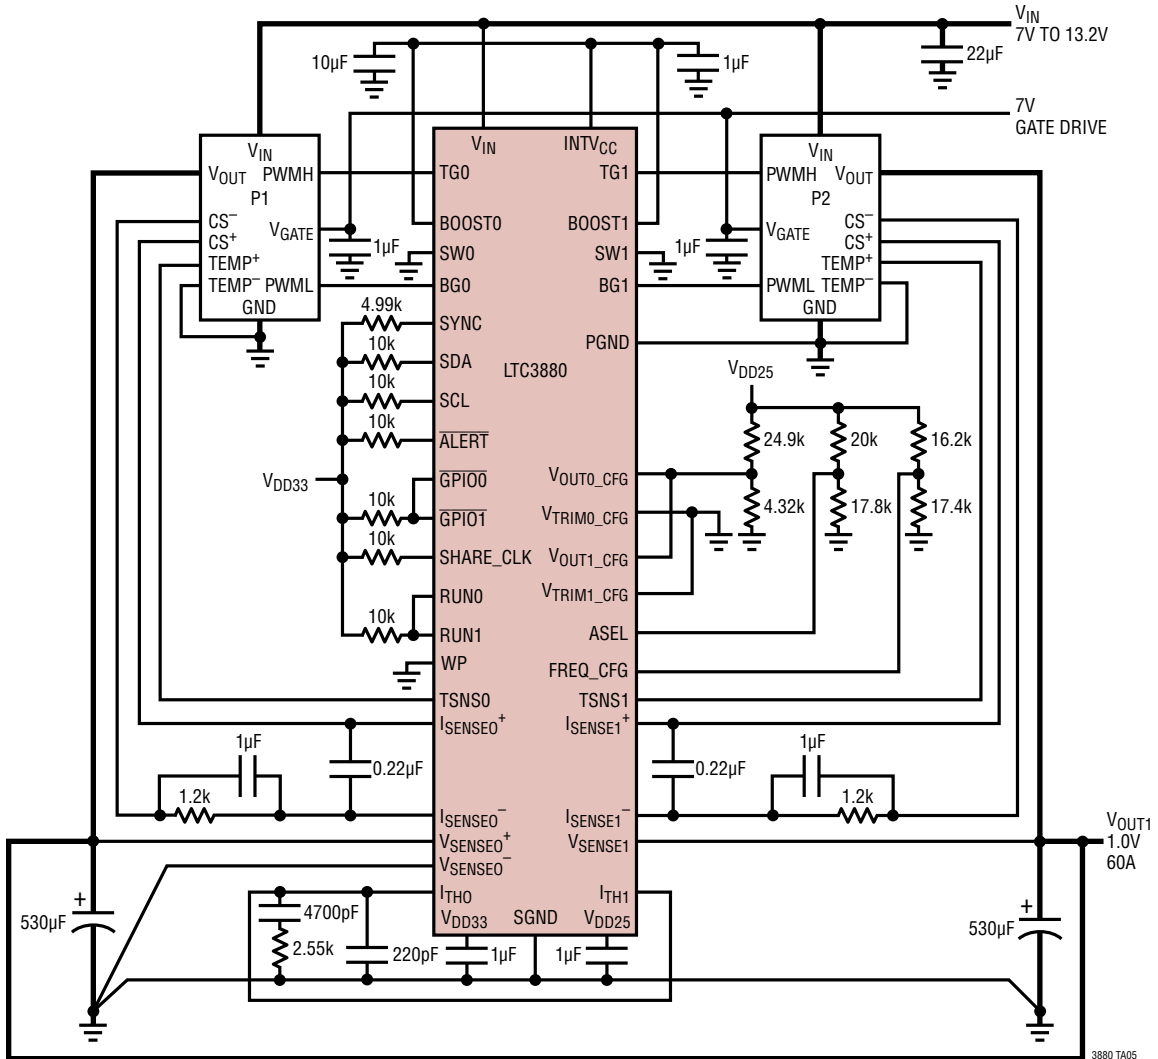 VIN
7V TO 13.2V
10µF
1µF
22µF
7V
GATE DRIVE
VIN
VOUT PWMH
P1
CS−
CS+
VGATE
TEMP+
TEMP− PWML
GND
1µF
VIN INTVCC
TG0 TG1
BOOST0 BOOST1
SW0 SW1
BG0 BG1
SYNC
PGND
SDA
LTC3880
SCL
ALERT
GPIO0
VOUT0_CFG
GPIO1
VTRIM0_CFG
SHARE_CLK
VOUT1_CFG
RUN0
VTRIM1_CFG
RUN1
ASEL
WP
FREQ_CFG
TSNS0 TSNS1
ISENSE0+ ISENSE1+
ISENSE0− ISENSE1−
VSENSE0+ VSENSE1
VSENSE0−
ITH0 ITH1
VDD33 SGND VDD25
1µF
VIN
PWMH VOUT
P2
CS−
VGATE
CS+
TEMP+
PWML TEMP−
GND
4.99k
10k
10k
10k
VDD33
10k
10k
10k
VDD25
24.9k 20k 16.2k
4.32k 17.8k 17.4k
1µF
0.22µF
1.2k
0.22µF
1µF
1.2k
VOUT1
1.0V
60A
+
530µF
4700pF
2.55k
220pF
1µF
1µF
+
530µF
3880 TA05